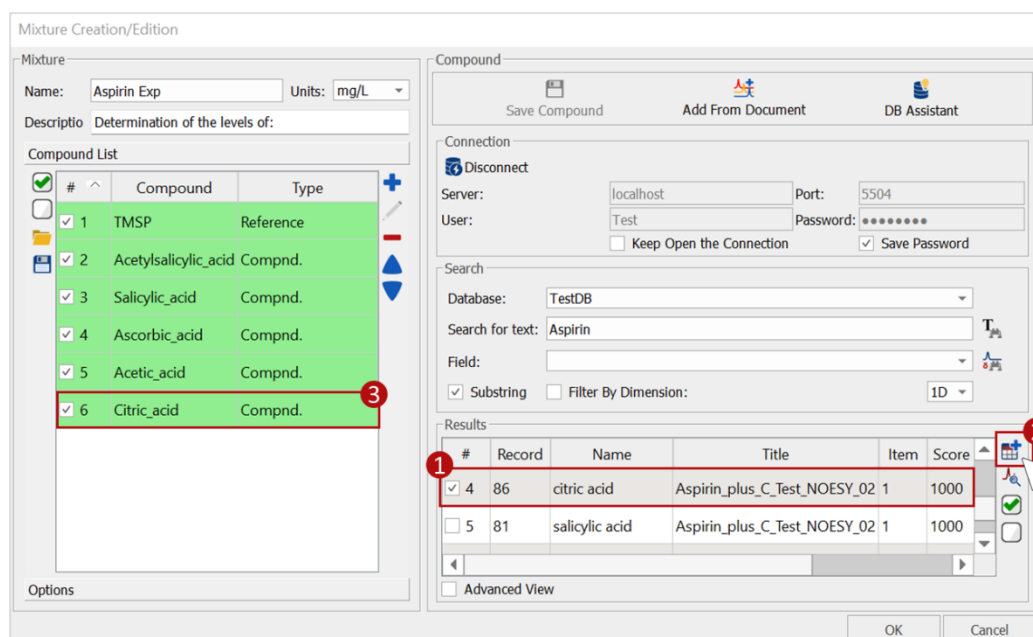 Mixture Creation/Edition
Mixture
Name: Aspirin Exp Units: mg/L
Descriptio Determination of the levels of:
Compound List
# Compound Type
1 TMSP Reference
2 Acetylsalicylic_acid Compnd.
3 Salicylic_acid Compnd.
4 Ascorbic_acid Compnd.
5 Acetic_acid Compnd.
6 Citric_acid Compnd.
3
Options
Compound
Save Compound Add From Document DB Assistant
Connection
Disconnect
Server: localhost Port: 5504
User: Test Password: ●●●●●●●●
Keep Open the Connection Save Password
Search
Database: TestDB
Search for text: Aspirin
Field:
Substring Filter By Dimension: 1D
Results
# Record Name Title Item Score
1
4 86 citric acid Aspirin_plus_C_Test_NOESY_02 1 1000
5 81 salicylic acid Aspirin_plus_C_Test_NOESY_02 1 1000
Advanced View
OK Cancel